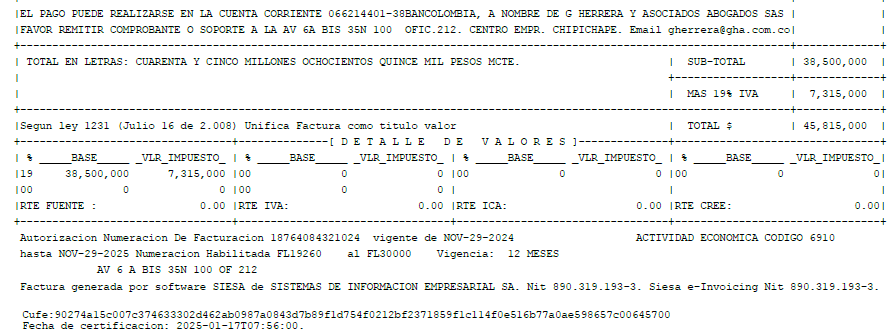 EL PAGO PUEDE REALIZARSE EN LA CUENTA CORRIENTE 066214401-38BANCOLOMBIA, A NOMBRE DE G HERRERA Y ASOCIADOS ABOGADOS SAS
FAVOR REMITIR COMPROBANTE O SOPORTE A LA AV 6A BIS 35N 100 OFIC.212. CENTRO EMPR. CHIPICHAPE. Email gherrera@gha.com.co
TOTAL EN LETRAS: CUARENTA Y CINCO MILLONES OCHOCIENTOS QUINCE MIL PESOS MCTE. | SUB-TOTAL | 38,500,000
MAS 19% IVA | 7,315,000
Segun ley 1231 (Julio 16 de 2.008) Unifica Factura como titulo valor | TOTAL $ | 45,815,000
[ D E T A L L E   D E   V A L O R E S ]
| % _____BASE_____ _VLR_IMPUESTO_ | % _____BASE_____ _VLR_IMPUESTO_ | % _____BASE_____ _VLR_IMPUESTO_ | % _____BASE_____ _VLR_IMPUESTO_|
|19 38,500,000 7,315,000 |00 0 0 |00 0 0 |00 0 0 |
|00 0 0 |00 0 0 | | |
|RTE FUENTE : 0.00 |RTE IVA: 0.00 |RTE ICA: 0.00 |RTE CREE: 0.00|
Autorizacion Numeracion De Facturacion 18764084321024 vigente de NOV-29-2024 ACTIVIDAD ECONOMICA CODIGO 6910
hasta NOV-29-2025 Numeracion Habilitada FL19260 al FL30000 Vigencia: 12 MESES
AV 6 A BIS 35N 100 OF 212
Factura generada por software SIESA de SISTEMAS DE INFORMACION EMPRESARIAL SA. Nit 890.319.193-3. Siesa e-Invoicing Nit 890.319.193-3.
Cufe:90274a15c007c374633302d462ab0987a0843d7b89f1d754f0212bf2371859f1c114f0e516b77a0ae598657c00645700
Fecha de certificacion: 2025-01-17T07:56:00.